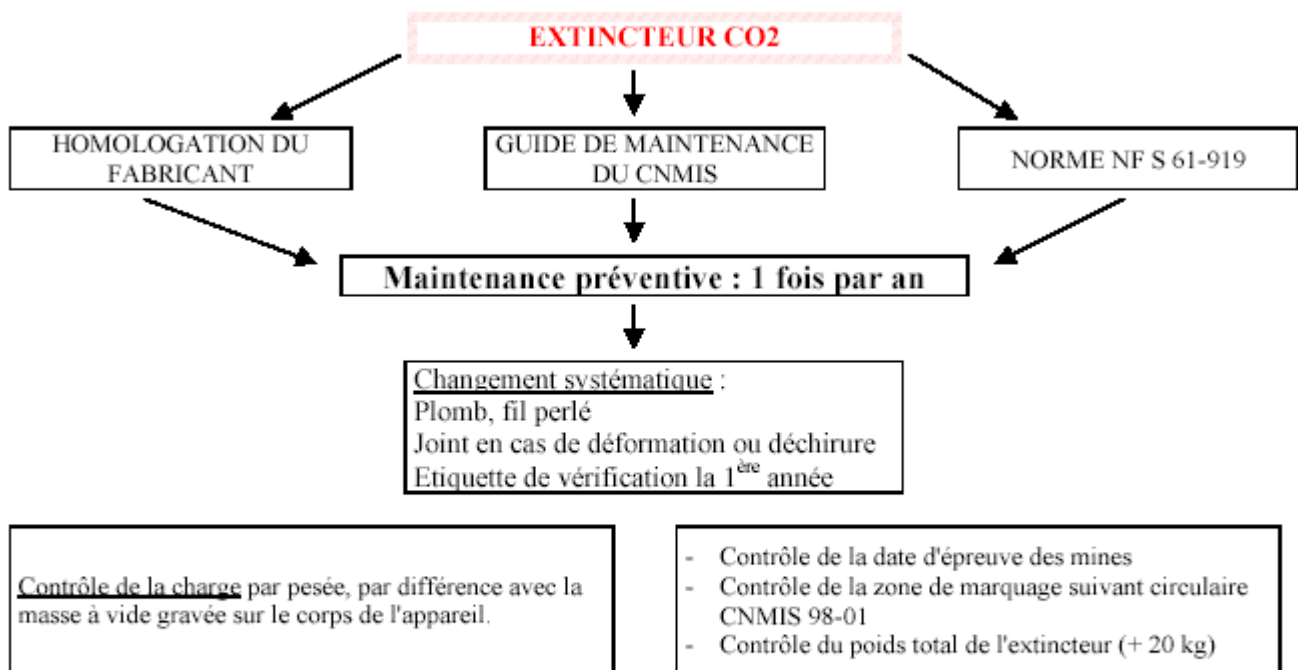 EXTINCTEUR CO2
HOMOLOGATION DU
FABRICANT
GUIDE DE MAINTENANCE
DU CNMIS
NORME NF S 61-919
Maintenance préventive : 1 fois par an
Changement systématique :
Plomb, fil perlé
Joint en cas de déformation ou déchirure
Etiquette de vérification la 1ère année
Contrôle de la charge par pesée, par différence avec la
masse à vide gravée sur le corps de l'appareil.
- Contrôle de la date d'épreuve des mines
- Contrôle de la zone de marquage suivant circulaire
CNMIS 98-01
- Contrôle du poids total de l'extincteur (+ 20 kg)